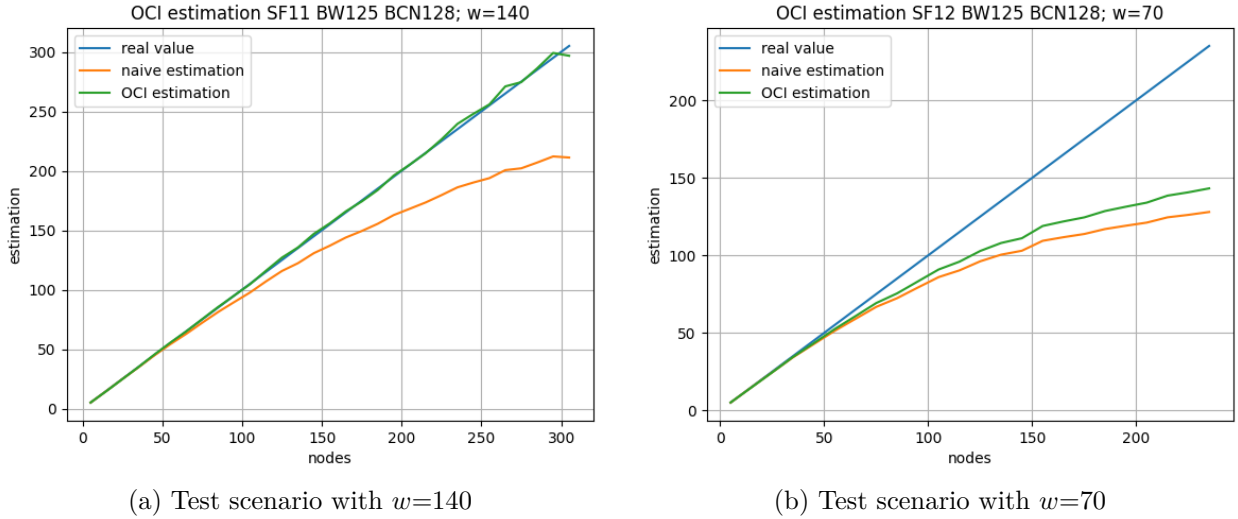 OCI estimation SF11 BW125 BCN128; w=140
real value
naive estimation
OCI estimation
300
250
200
150
100
50
0
estimation
0 50 100 150 200 250 300
nodes
(a) Test scenario with w=140
OCI estimation SF12 BW125 BCN128; w=70
real value
naive estimation
OCI estimation
200
150
100
50
0
estimation
0 50 100 150 200
nodes
(b) Test scenario with w=70